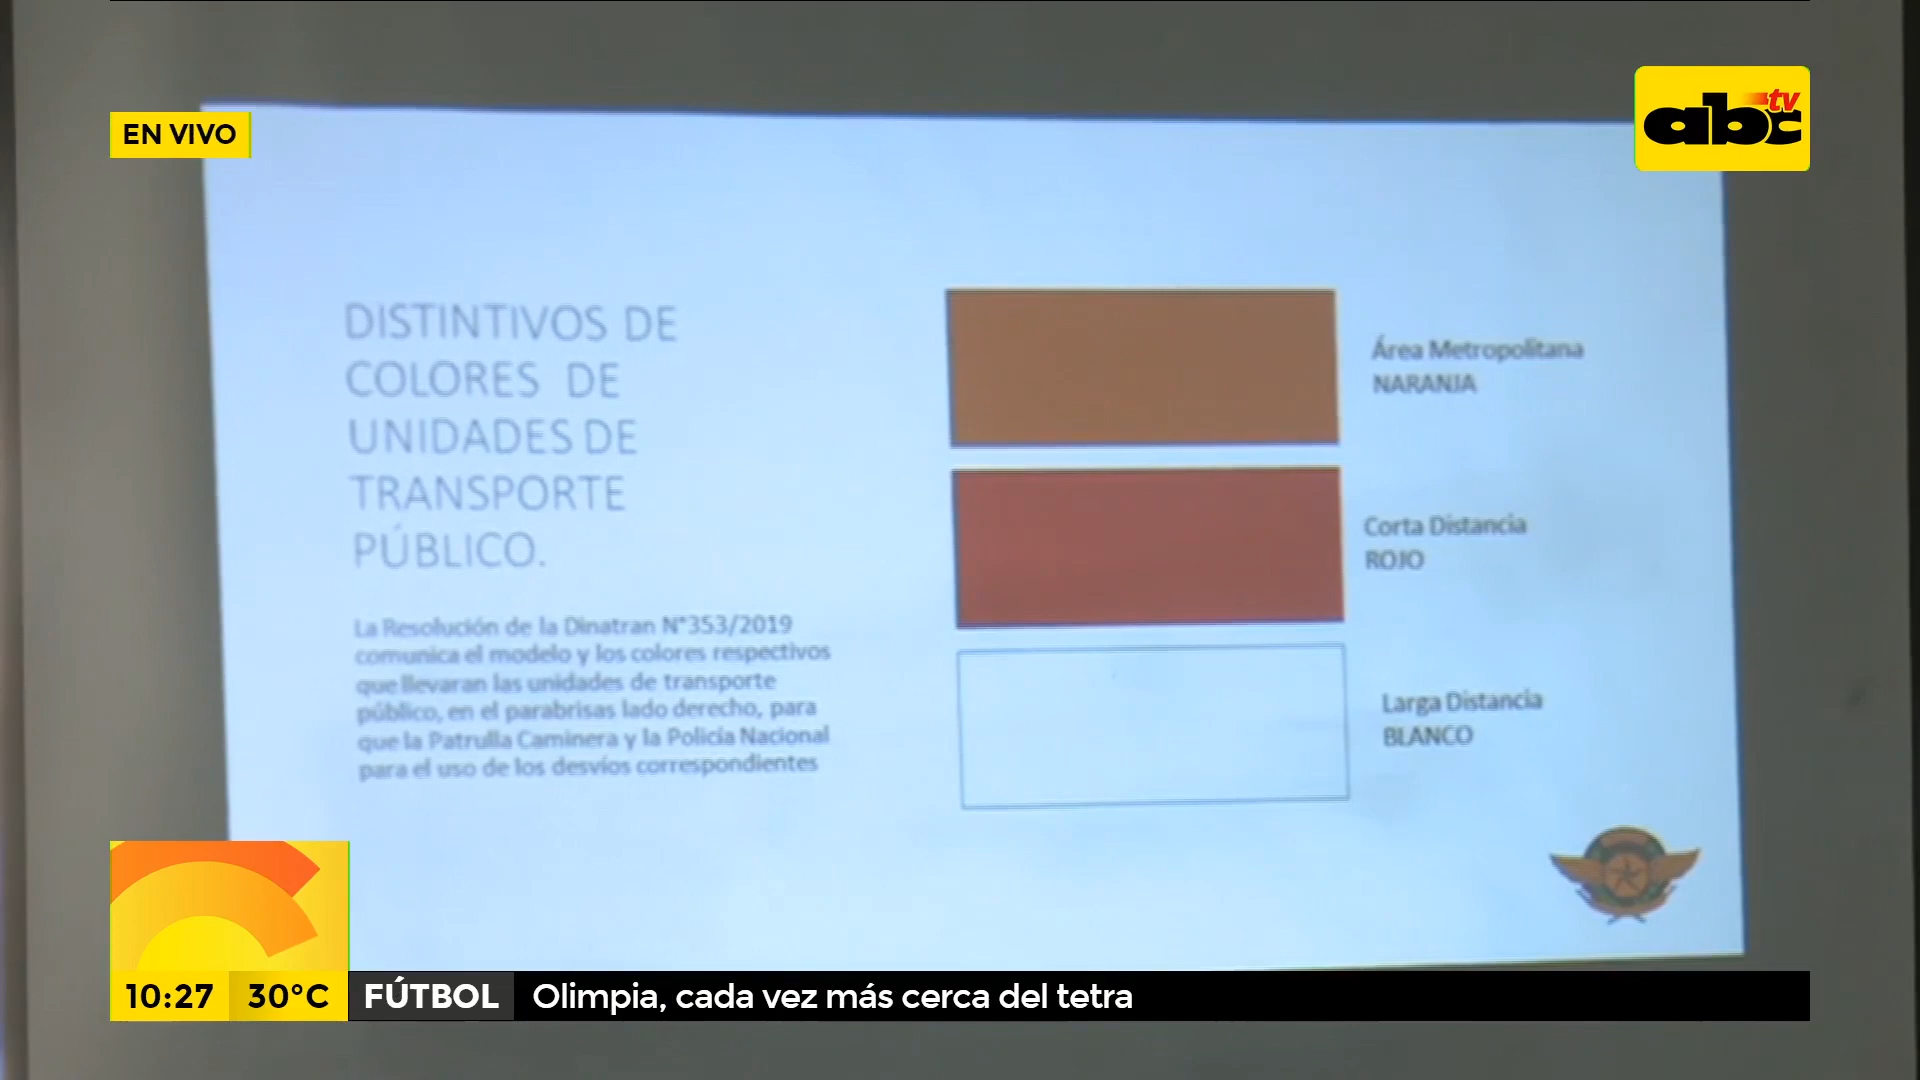 EN VIVO
abc tv
DISTINTIVOS DE
COLORES DE
UNIDADES DE
TRANSPORTE
PÚBLICO.
La Resolución de la Dinatran N°353/2019
comunica el modelo y los colores respectivos
que llevaran las unidades de transporte
público, en el parabrisas lado derecho, para
que la Patrulla Caminera y la Policía Nacional
para el uso de los desvíos correspondientes
Área Metropolitana
NARANJA
Corta Distancia
ROJO
Larga Distancia
BLANCO
10:27 30°C FÚTBOL Olimpia, cada vez más cerca del tetra